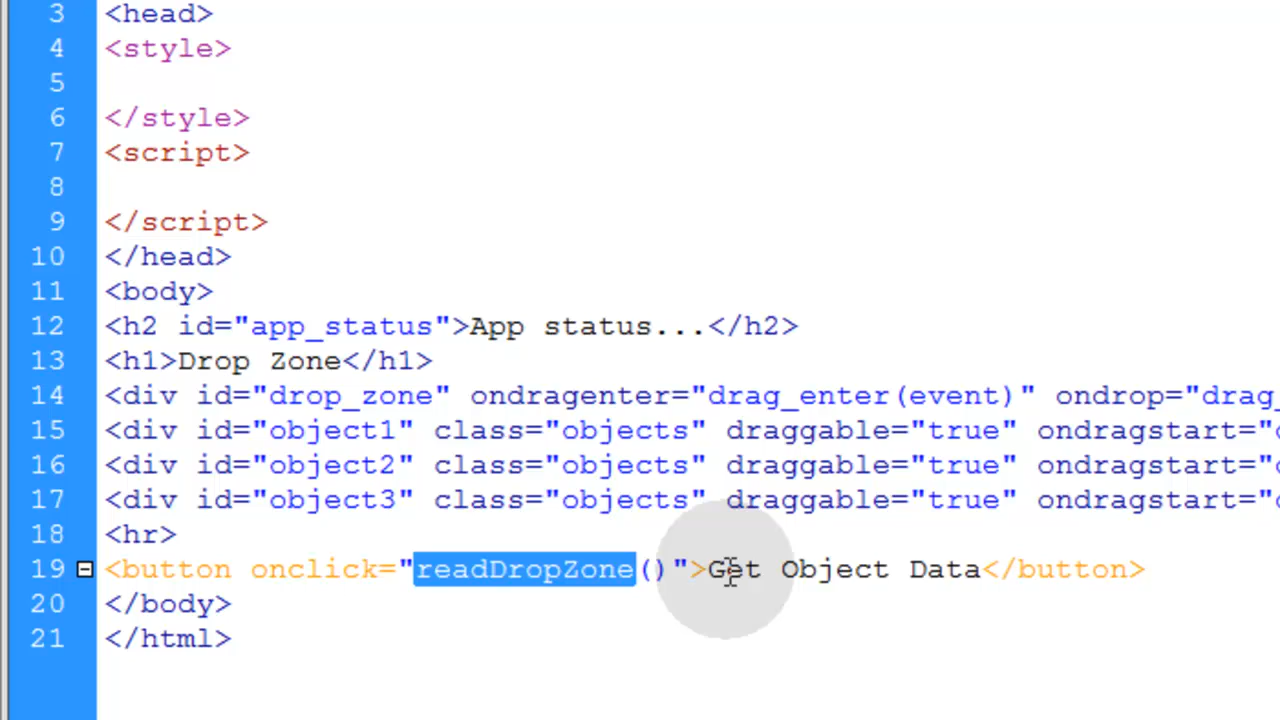 3 <head>
4 <style>
5
6 </style>
7 <script>
8
9 </script>
10 </head>
11 <body>
12 <h2 id="app_status">App status...</h2>
13 <h1>Drop Zone</h1>
14 <div id="drop_zone" ondragenter="drag_enter(event)" ondrop="drag_
15 <div id="object1" class="objects" draggable="true" ondragstart="
16 <div id="object2" class="objects" draggable="true" ondragstart="
17 <div id="object3" class="objects" draggable="true" ondragstart="
18 <hr>
19 <button onclick="readDropZone()">Get Object Data</button>
20 </body>
21 </html>